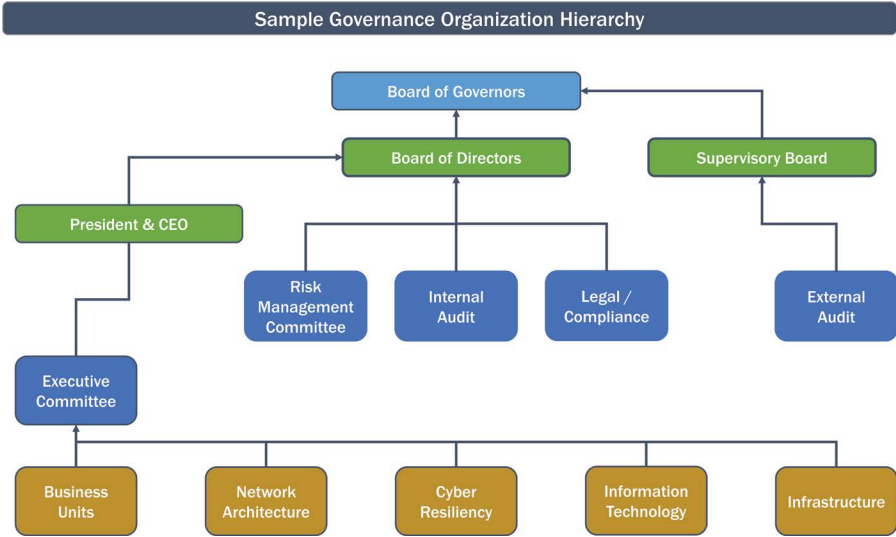 Sample Governance Organization Hierarchy
Board of Governors
Board of Directors
Supervisory Board
President & CEO
Risk
Management
Committee
Internal
Audit
Legal /
Compliance
External
Audit
Executive
Committee
Business
Units
Network
Architecture
Cyber
Resiliency
Information
Technology
Infrastructure